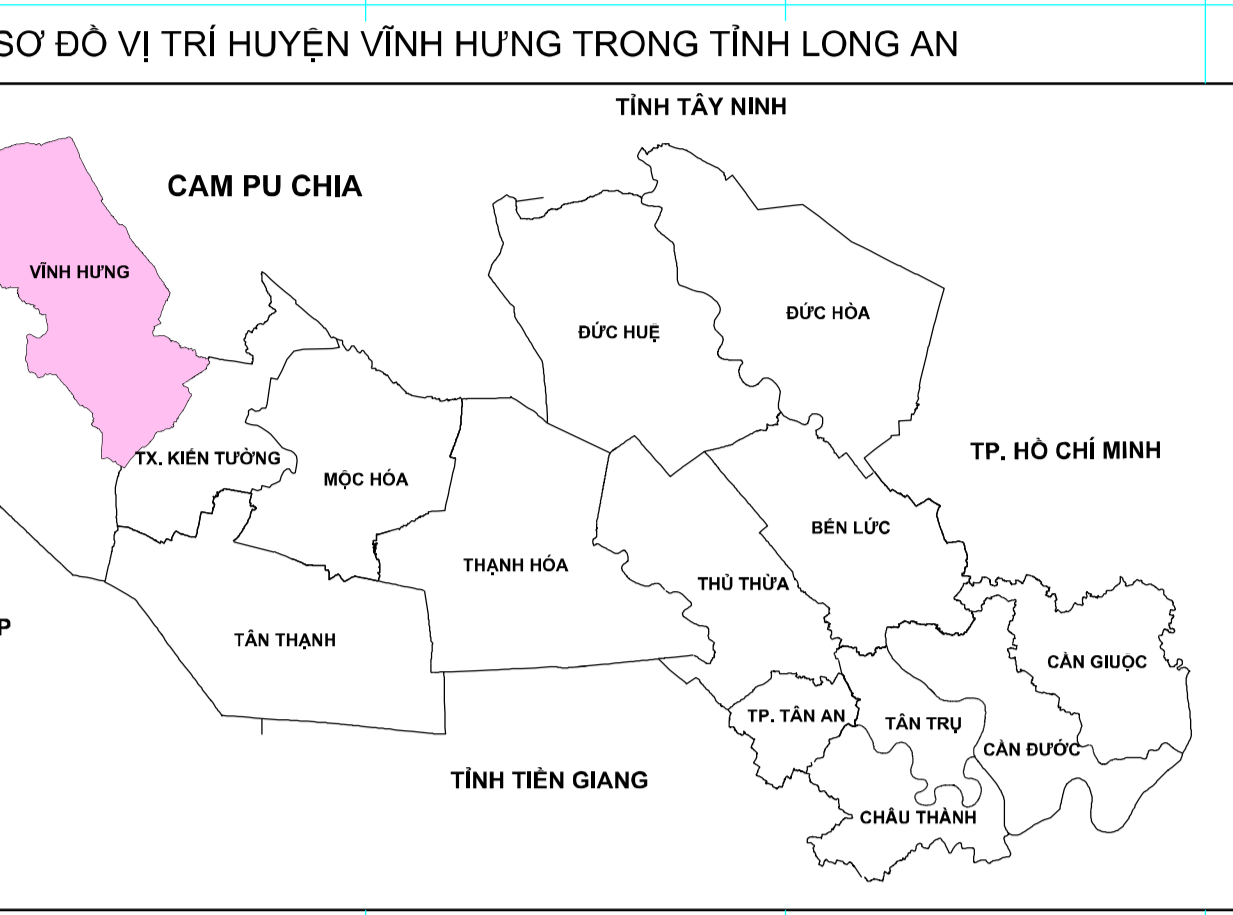 SƠ ĐỒ VỊ TRÍ HUYỆN VĨNH HƯNG TRONG TỈNH LONG AN
TỈNH TÂY NINH
CAM PU CHIA
VĨNH HƯNG
ĐỨC HÒA
ĐỨC HUỆ
TP. HỒ CHÍ MINH
TX. KIẾN TƯỜNG
MỘC HÓA
BẾN LỨC
THẠNH HÓA
THỦ THỪA
P
TÂN THẠNH
CẦN GIUỘC
TP. TÂN AN
TÂN TRỤ
CẦN ĐƯỚC
TỈNH TIỀN GIANG
CHÂU THÀNH